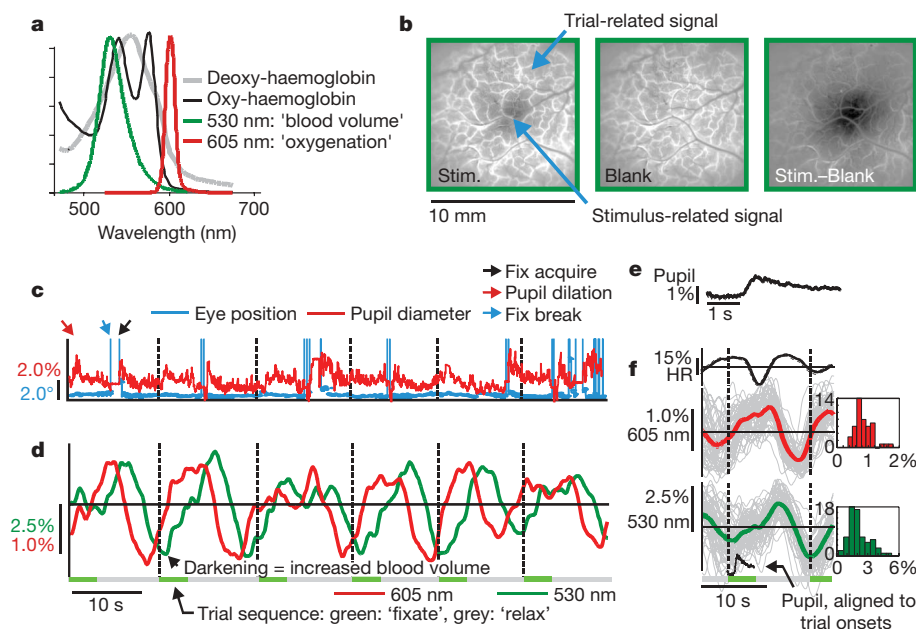 a
Deoxy-haemoglobin
Oxy-haemoglobin
530 nm: 'blood volume'
605 nm: 'oxygenation'
500 600 700
Wavelength (nm)
b
Trial-related signal
Stim.
Blank
Stim.–Blank
10 mm
Stimulus-related signal
c
Eye position
Pupil diameter
Fix acquire
Pupil dilation
Fix break
2.0%
2.0°
d
2.5%
1.0%
Darkening = increased blood volume
10 s
605 nm
530 nm
Trial sequence: green: 'fixate', grey: 'relax'
e
Pupil
1%
1 s
f
15%
HR
1.0%
605 nm
14
0
0 1 2%
2.5%
530 nm
18
0
0 3 6%
10 s
Pupil, aligned to
trial onsets